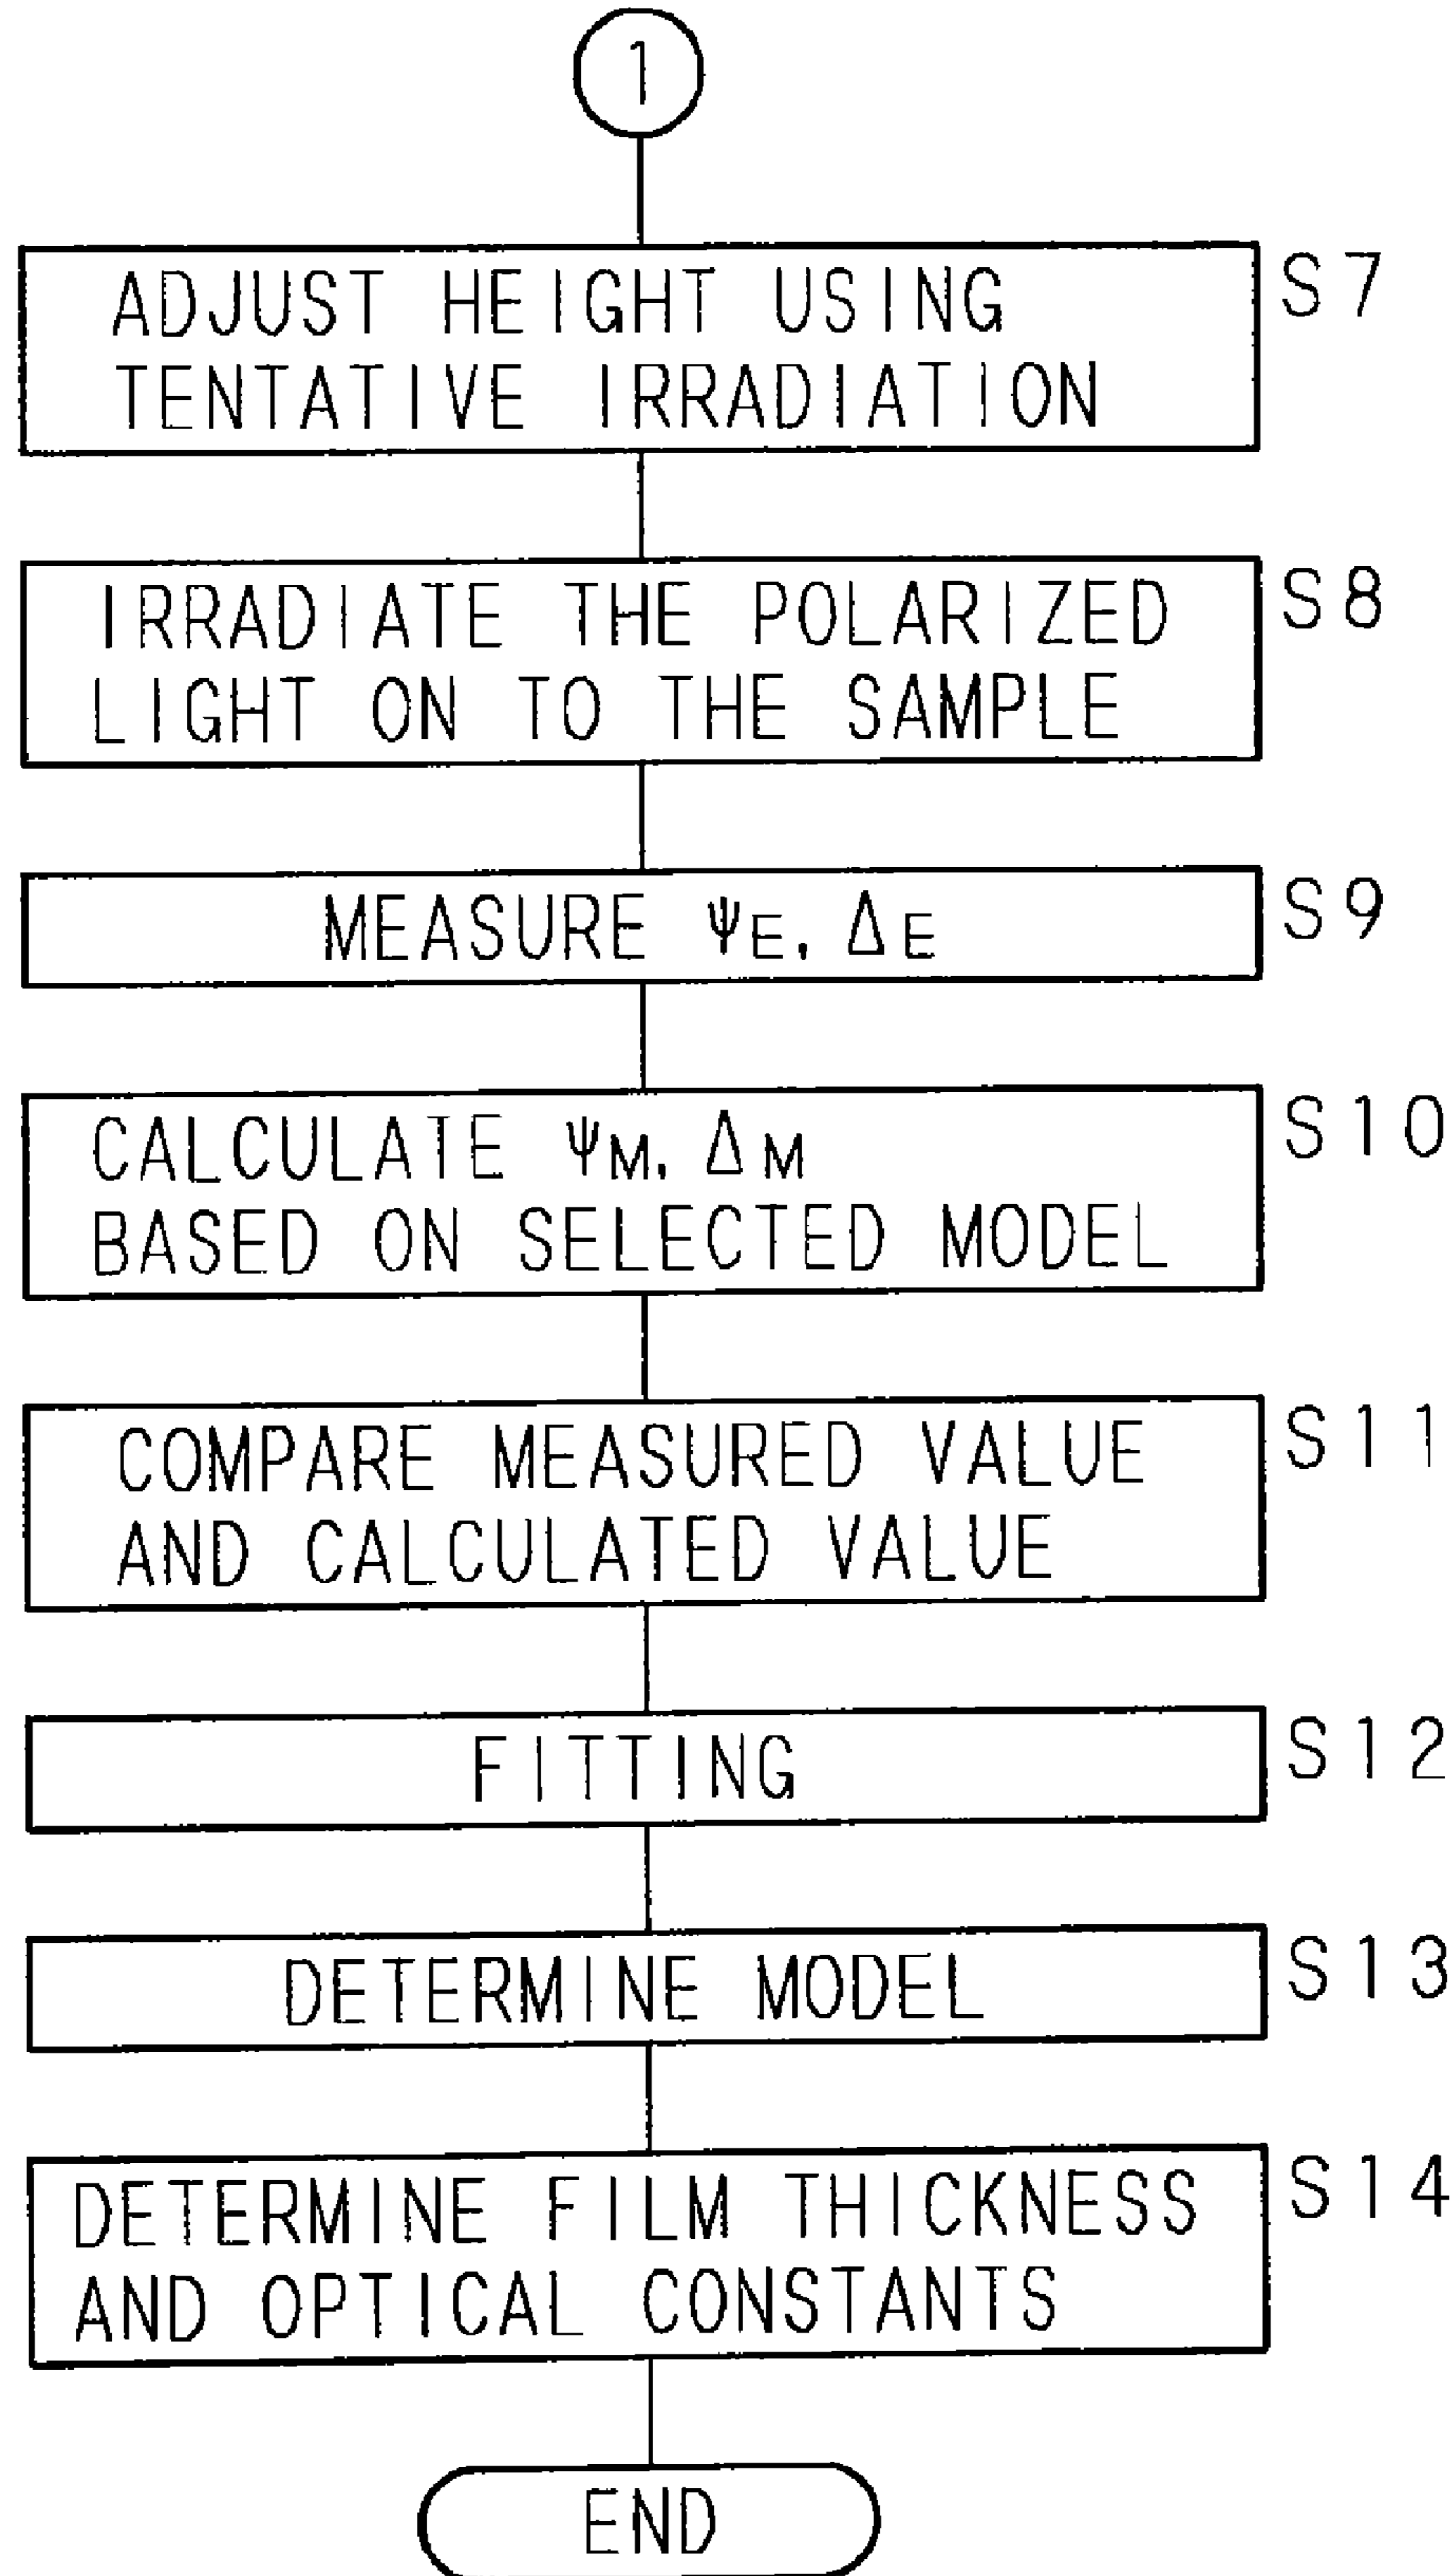 1
ADJUST HEIGHT USING
TENTATIVE IRRADIATION
S7
IRRADIATE THE POLARIZED
LIGHT ON TO THE SAMPLE
S8
MEASURE ΨE, ΔE
S9
CALCULATE ΨM, ΔM
BASED ON SELECTED MODEL
S10
COMPARE MEASURED VALUE
AND CALCULATED VALUE
S11
FITTING
S12
DETERMINE MODEL
S13
DETERMINE FILM THICKNESS
AND OPTICAL CONSTANTS
S14
END